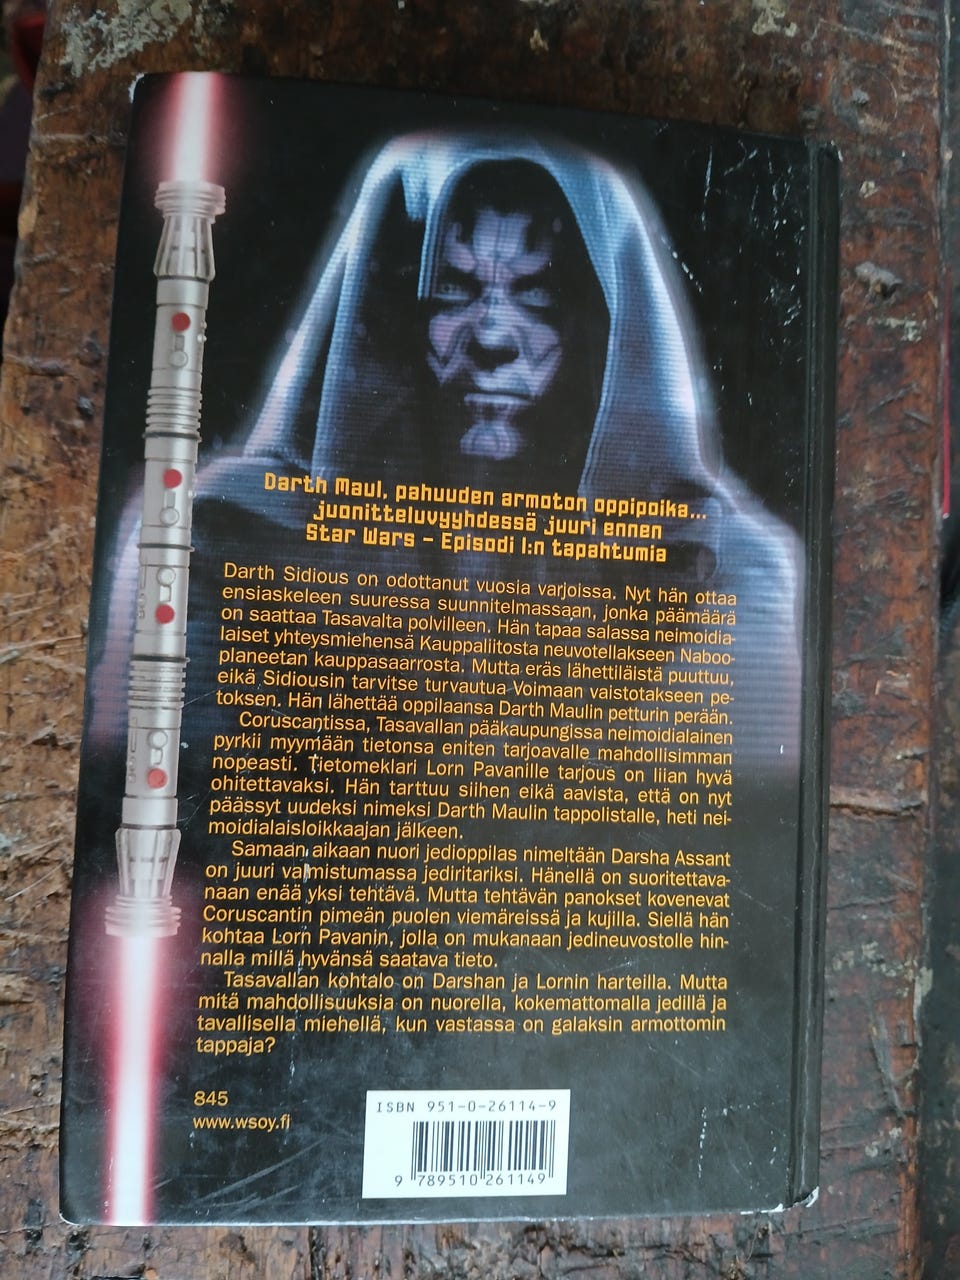 Darth Maul, pahuuden armoton oppipoika...
juonitteluvyyhdessä juuri ennen
Star Wars – Episodi I:n tapahtumia
Darth Sidious on odottanut vuosia varjoissa. Nyt hän ottaa
ensiaskeleen suuressa suunnitelmassaan, jonka päämäärä
on saattaa Tasavalta polvilleen. Hän tapaa salassa neimoidia-
laiset yhteysmiehensä Kauppaliitosta neuvotellakseen Naboo-
planeetan kauppasaarrosta. Mutta eräs lähettiläistä puuttuu,
eikä Sidiousin tarvitse turvautua Voimaan vaistotakseen pe-
toksen. Hän lähettää oppilaansa Darth Maulin petturin perään.
Coruscantissa, Tasavallan pääkaupungissa neimoidialainen
pyrkii myymään tietonsa eniten tarjoavalle mahdollisimman
nopeasti. Tietomeklari Lorn Pavanille tarjous on liian hyvä
ohitettavaksi. Hän tarttuu siihen eikä aavista, että on nyt
päässyt uudeksi nimeksi Darth Maulin tappolistalle, heti nei-
moidialaisloikkaajan jälkeen.
Samaan aikaan nuori jedioppilas nimeltään Darsha Assant
on juuri valmistumassa jediritariksi. Hänellä on suoritettava-
naan enää yksi tehtävä. Mutta tehtävän panokset kovenevat
Coruscantin pimeän puolen viemäreissä ja kujilla. Siellä hän
kohtaa Lorn Pavanin, jolla on mukanaan jedineuvostolle hin-
nalla millä hyvänsä saatava tieto.
Tasavallan kohtalo on Darshan ja Lornin harteilla. Mutta
mitä mahdollisuuksia on nuorella, kokemattomalla jedillä ja
tavallisella miehellä, kun vastassa on galaksin armottomin
tappaja?
845
www.wsoy.fi
ISBN 951-0-26114-9
9 789510 261149